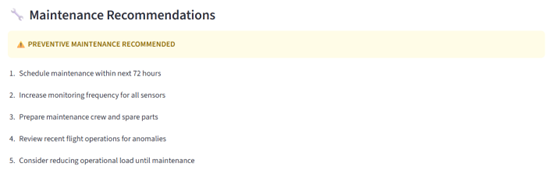 Maintenance Recommendations
PREVENTIVE MAINTENANCE RECOMMENDED
1. Schedule maintenance within next 72 hours
2. Increase monitoring frequency for all sensors
3. Prepare maintenance crew and spare parts
4. Review recent flight operations for anomalies
5. Consider reducing operational load until maintenance